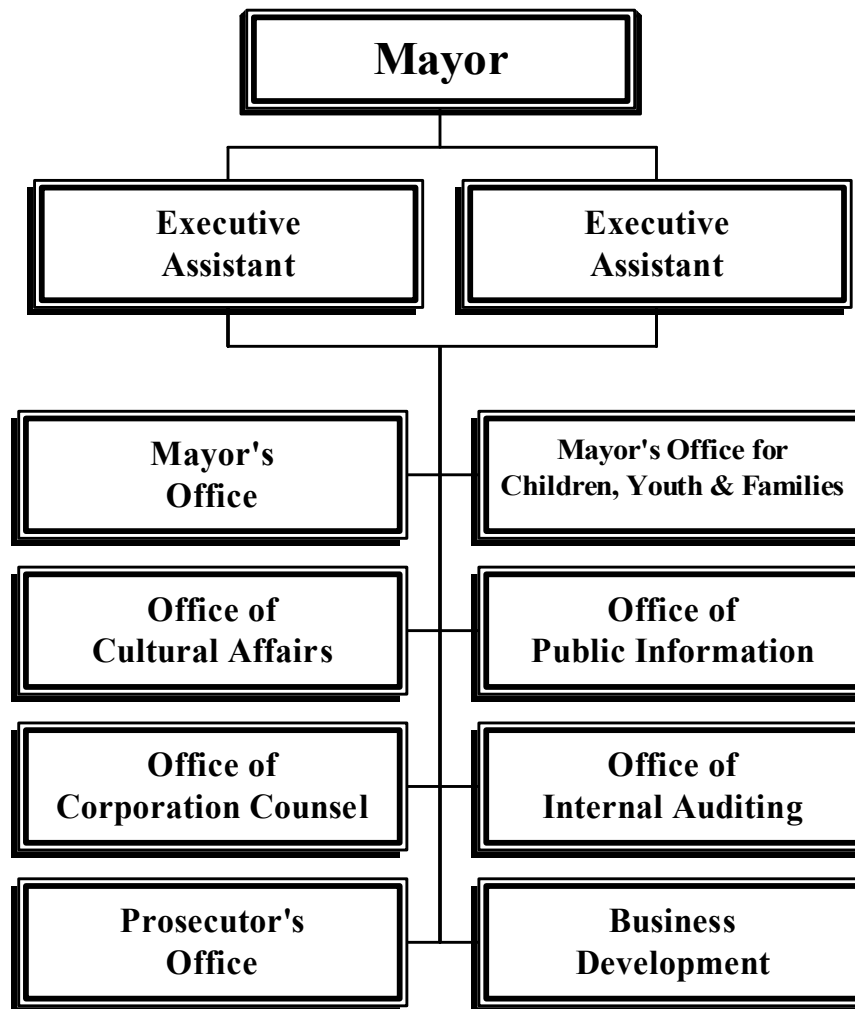 Mayor
Executive
Assistant
Executive
Assistant
Mayor's
Office
Mayor's Office for
Children, Youth & Families
Office of
Cultural Affairs
Office of
Public Information
Office of
Corporation Counsel
Office of
Internal Auditing
Prosecutor's
Office
Business
Development